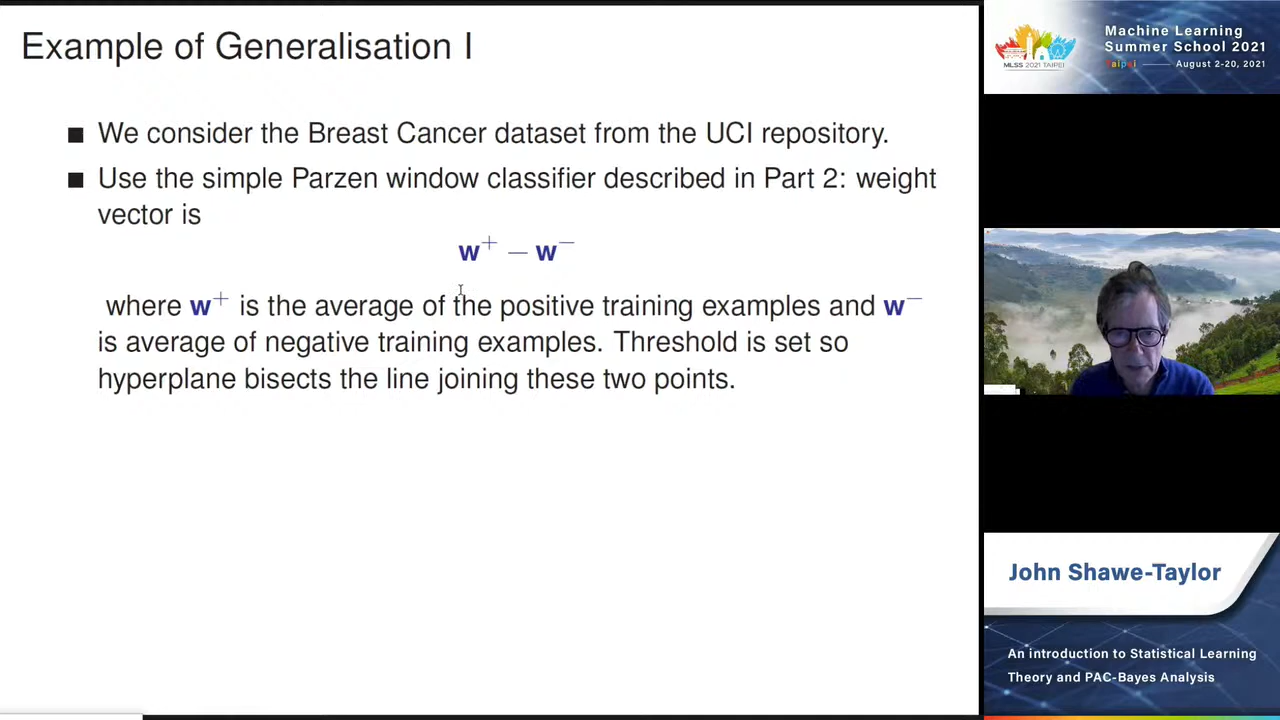 Example of Generalisation I
■ We consider the Breast Cancer dataset from the UCI repository.
■ Use the simple Parzen window classifier described in Part 2: weight
vector is
w⁺ − w⁻
where w⁺ is the average of the positive training examples and w⁻
is average of negative training examples. Threshold is set so
hyperplane bisects the line joining these two points.
MLSS 2021 TAIPEI
Machine Learning
Summer School 2021
Taipei — August 2-20, 2021
John Shawe-Taylor
An introduction to Statistical Learning
Theory and PAC-Bayes Analysis